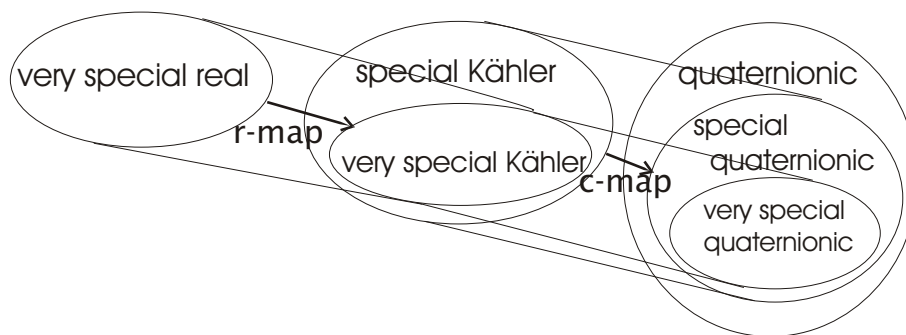 very special real
r-map
special Kähler
very special Kähler
c-map
quaternionic
special
quaternionic
very special
quaternionic